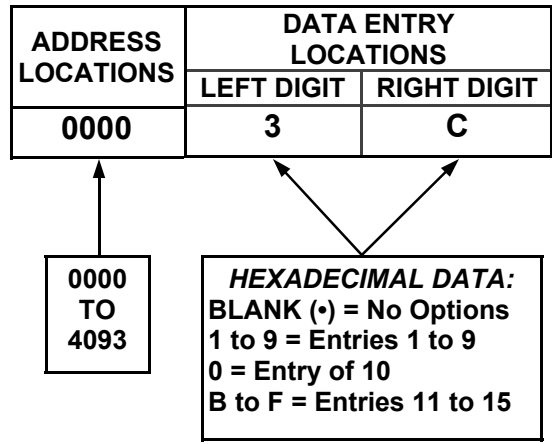 ADDRESS
LOCATIONS
DATA ENTRY
LOCATIONS
LEFT DIGIT RIGHT DIGIT
0000 3 C
0000
TO
4093
HEXADECIMAL DATA:
BLANK (•) = No Options
1 to 9 = Entries 1 to 9
0 = Entry of 10
B to F = Entries 11 to 15